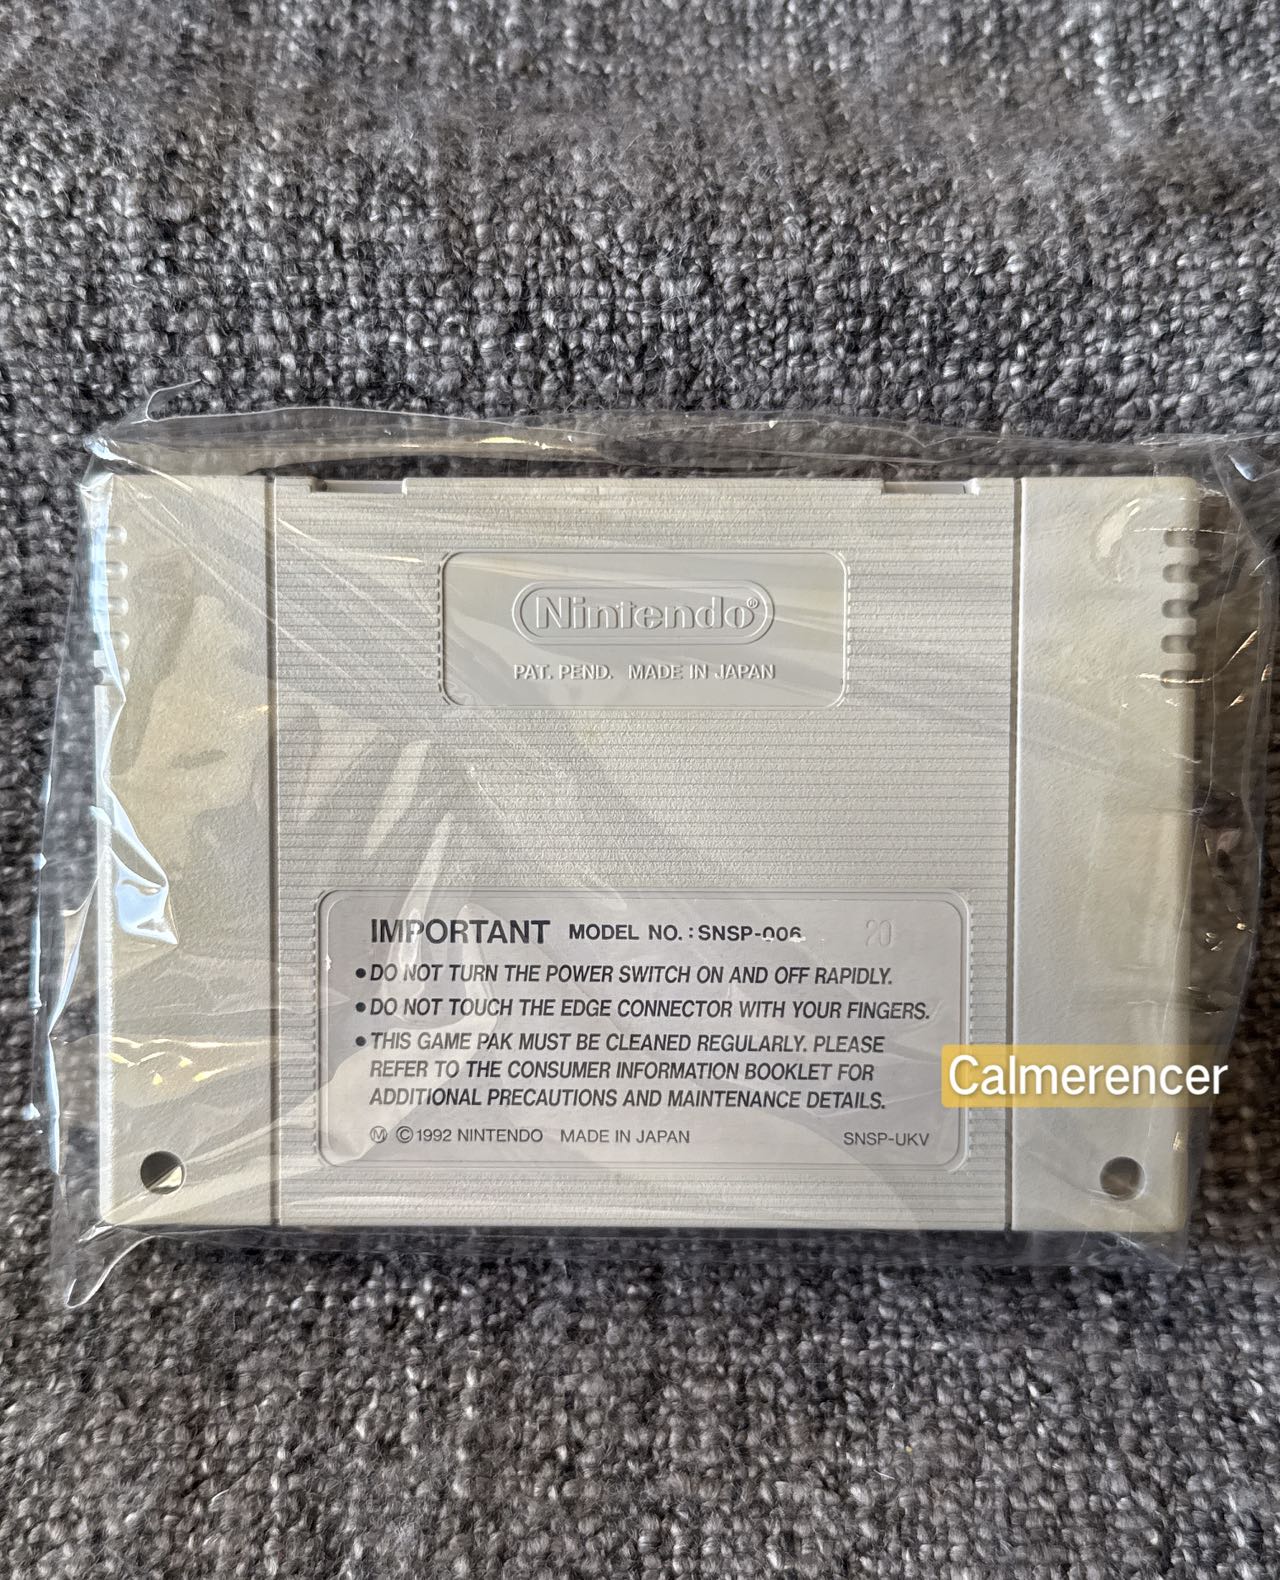 Nintendo®
PAT. PEND. MADE IN JAPAN
IMPORTANT MODEL NO.: SNSP-006 20
●DO NOT TURN THE POWER SWITCH ON AND OFF RAPIDLY.
●DO NOT TOUCH THE EDGE CONNECTOR WITH YOUR FINGERS.
●THIS GAME PAK MUST BE CLEANED REGULARLY. PLEASE
REFER TO THE CONSUMER INFORMATION BOOKLET FOR
ADDITIONAL PRECAUTIONS AND MAINTENANCE DETAILS.
Ⓜ ©1992 NINTENDO MADE IN JAPAN SNSP-UKV
Calmerencer